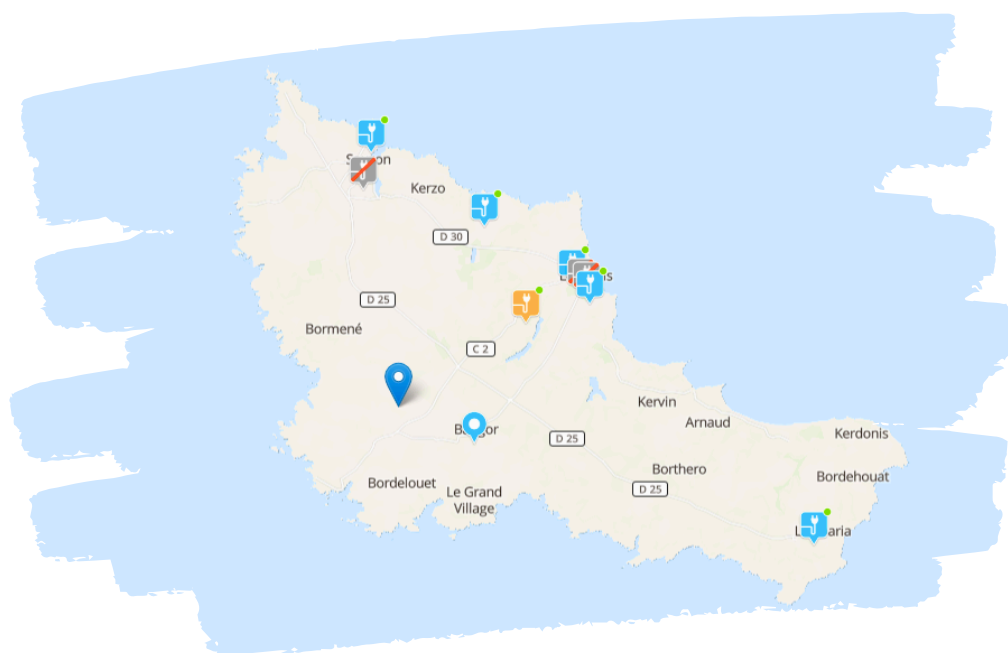 Kerzo
D 30
D 25
Bormené
C 2
Kervin
Arnaud
Kerdonis
D 25
Borthero
Bordehouat
Bordelouet
Le Grand
Village
D 25